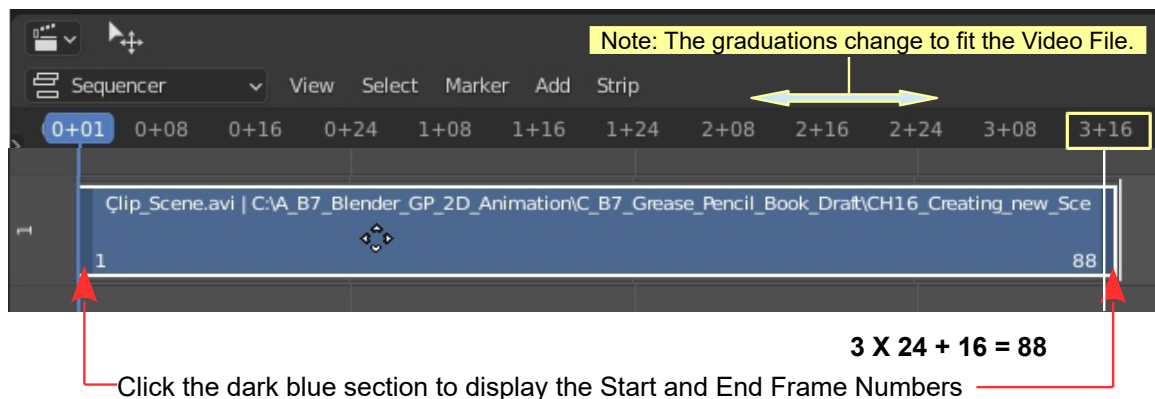 Note: The graduations change to fit the Video File.
Sequencer View Select Marker Add Strip
0+01 0+08 0+16 0+24 1+08 1+16 1+24 2+08 2+16 2+24 3+08 3+16
Çlip_Scene.avi | C:\A_B7_Blender_GP_2D_Animation\C_B7_Grease_Pencil_Book_Draft\CH16_Creating_new_Sce
1
1 88
3 X 24 + 16 = 88
Click the dark blue section to display the Start and End Frame Numbers